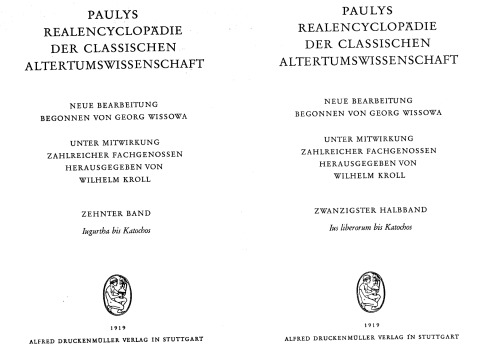 PAULYS
REALENCYCLOPÄDIE
DER CLASSISCHEN
ALTERTUMSWISSENSCHAFT
NEUE BEARBEITUNG
BEGONNEN VON GEORG WISSOWA
UNTER MITWIRKUNG
ZAHLREICHER FACHGENOSSEN
HERAUSGEGEBEN VON
WILHELM KROLL
ZEHNTER BAND
Iugurtha bis Katochos
1919
ALFRED DRUCKENMÜLLER VERLAG IN STUTTGART
PAULYS
REALENCYCLOPÄDIE
DER CLASSISCHEN
ALTERTUMSWISSENSCHAFT
NEUE BEARBEITUNG
BEGONNEN VON GEORG WISSOWA
UNTER MITWIRKUNG
ZAHLREICHER FACHGENOSSEN
HERAUSGEGEBEN VON
WILHELM KROLL
ZWANZIGSTER HALBBAND
Ius liberorum bis Katochos
1919
ALFRED DRUCKENMÜLLER VERLAG IN STUTTGART